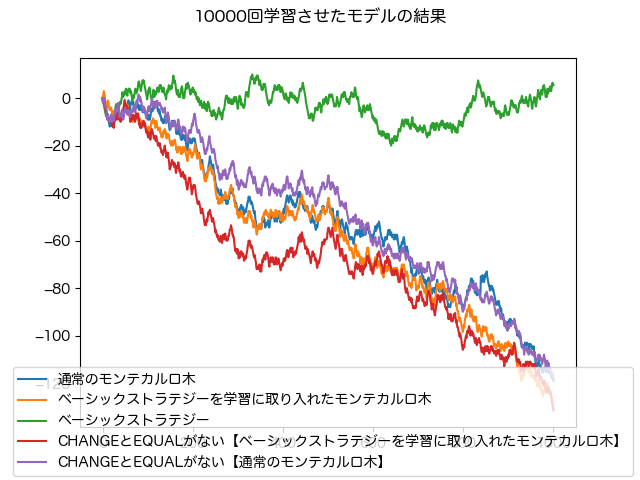 10000回学習させたモデルの結果
0
−20
−40
−60
−80
−100
−120
通常のモンテカルロ木
ベーシックストラテジーを学習に取り入れたモンテカルロ木
ベーシックストラテジー
CHANGEとEQUALがない【ベーシックストラテジーを学習に取り入れたモンテカルロ木】
CHANGEとEQUALがない【通常のモンテカルロ木】